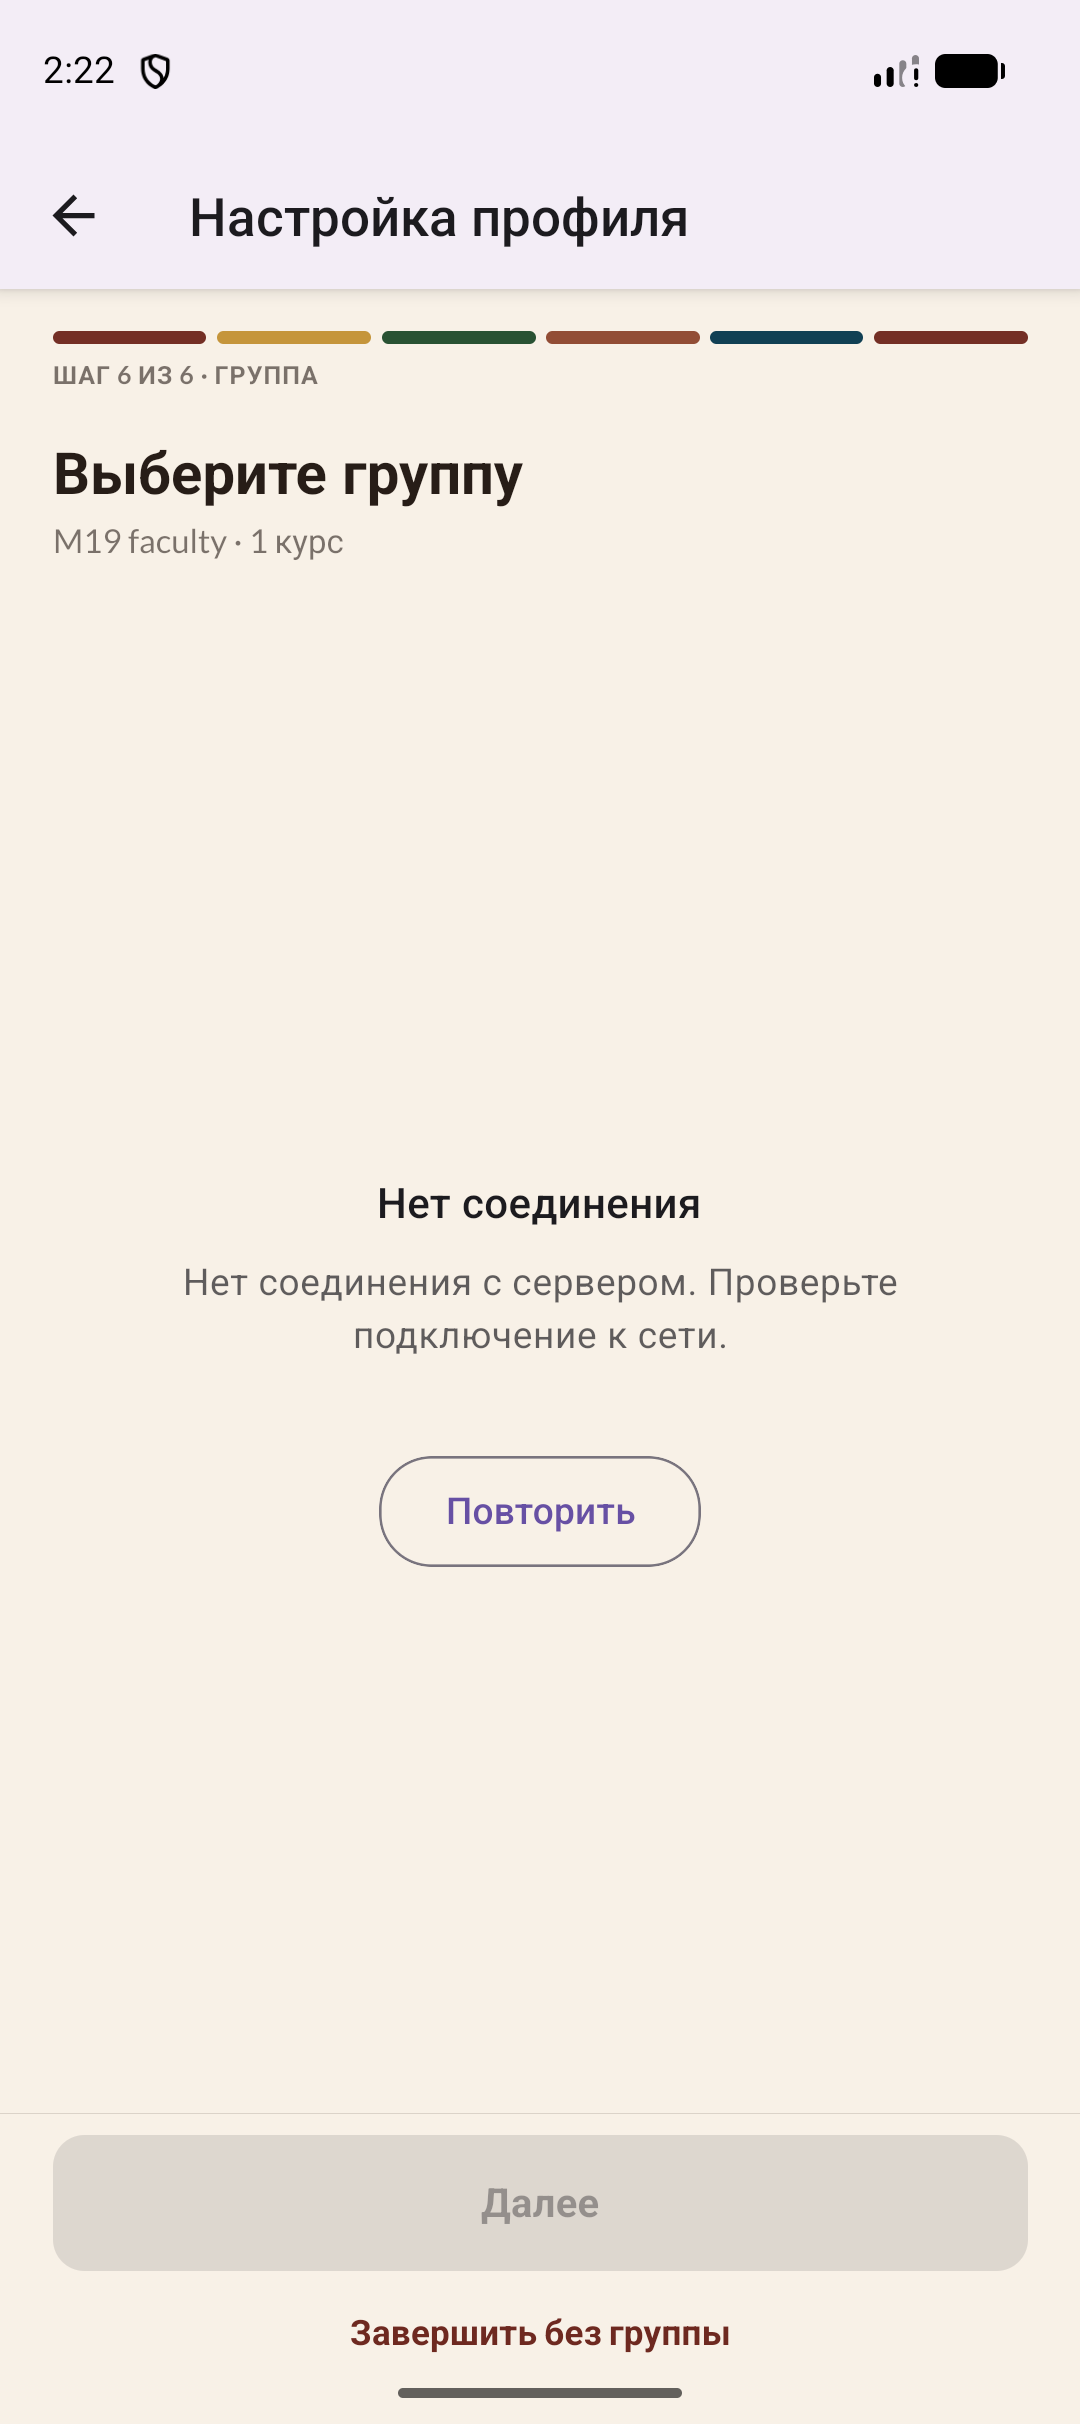 2:22
Настройка профиля
ШАГ 6 ИЗ 6 · ГРУППА
Выберите группу
M19 faculty · 1 курс
Нет соединения
Нет соединения с сервером. Проверьте
подключение к сети.
Повторить
Далее
Завершить без группы